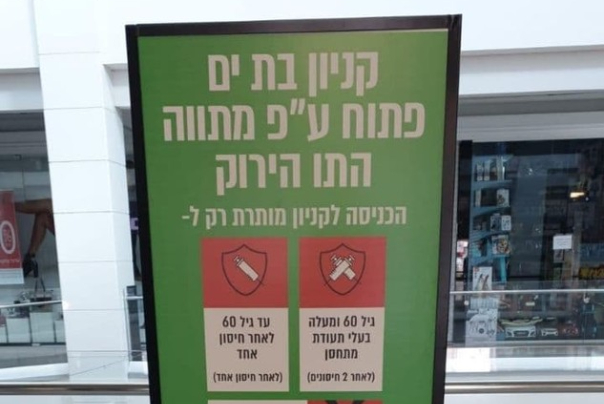 קניון בת ים
פתוח ע"פ מתווה
התו הירוק
הכניסה לקניון מותרת רק ל-
גיל 60 ומעלה
בעלי תעודת
מתחסן
(לאחר 2 חיסונים)
עד גיל 60
לאחר חיסון
אחד
(לאחר חיסון אחד)